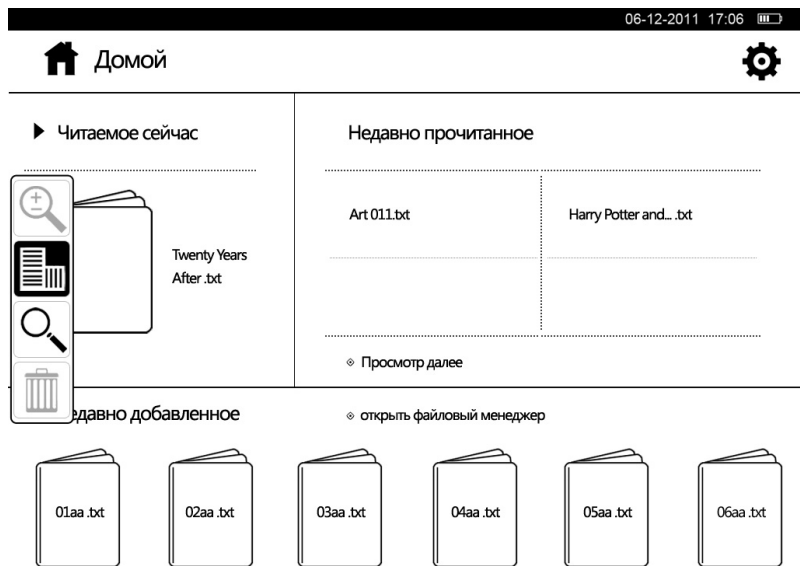 06-12-2011 17:06
Домой
Читаемое сейчас
Недавно прочитанное
Twenty Years
After .txt
Art 011.txt
Harry Potter and... .txt
Просмотр далее
едавно добавленное
открыть файловый менеджер
01aa .txt
02aa .txt
03aa .txt
04aa .txt
05aa .txt
06aa .txt